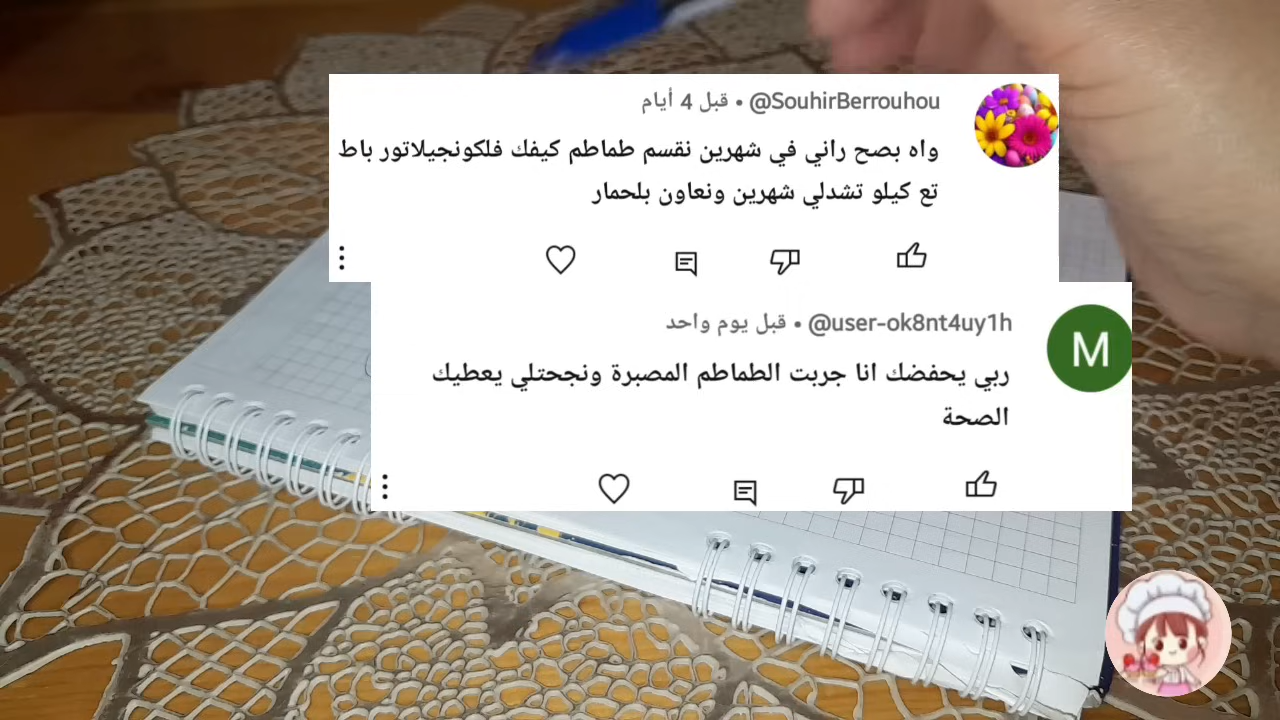 @SouhirBerrouhou • قبل 4 أيام
واه بصح راني في شهرين نقسم طماطم كيفك فلكونجيلاتور باط
تع كيلو تشدلي شهرين ونعاون بلحمار
@user-ok8nt4uy1h • قبل يوم واحد
M
ربي يحفضك انا جربت الطماطم المصبرة ونجحتلي يعطيك
الصحة